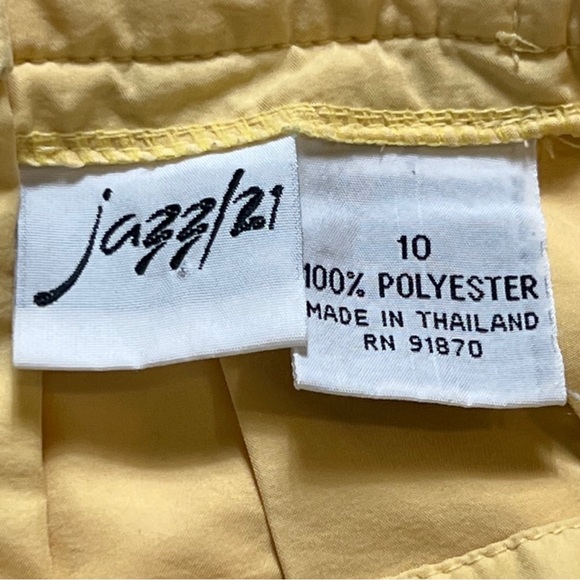 jazz/21
10
100% POLYESTER
MADE IN THAILAND
RN 91870